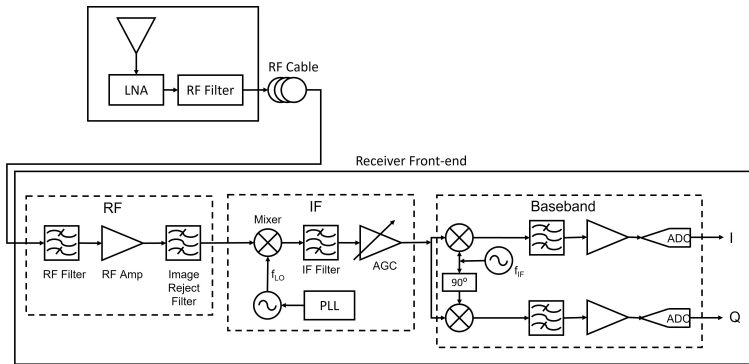 RF Cable
LNA
RF Filter
Receiver Front-end
RF
IF
Baseband
Mixer
RF Filter
RF Amp
Image
Reject
Filter
f_LO
PLL
IF Filter
AGC
f_IF
90°
ADC
I
ADC
Q